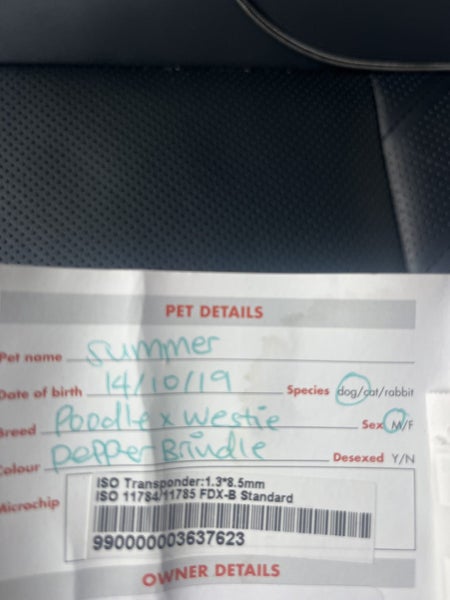 PET DETAILS
Pet name Summer
Date of birth 14/10/19 Species dog/cat/rabbit
Breed Poodle x Westie Sex M/F
Colour Pepper Brindle Desexed Y/N
Microchip
ISO Transponder:1.3*8.5mm
ISO 11784/11785 FDX-B Standard
990000003637623
OWNER DETAILS